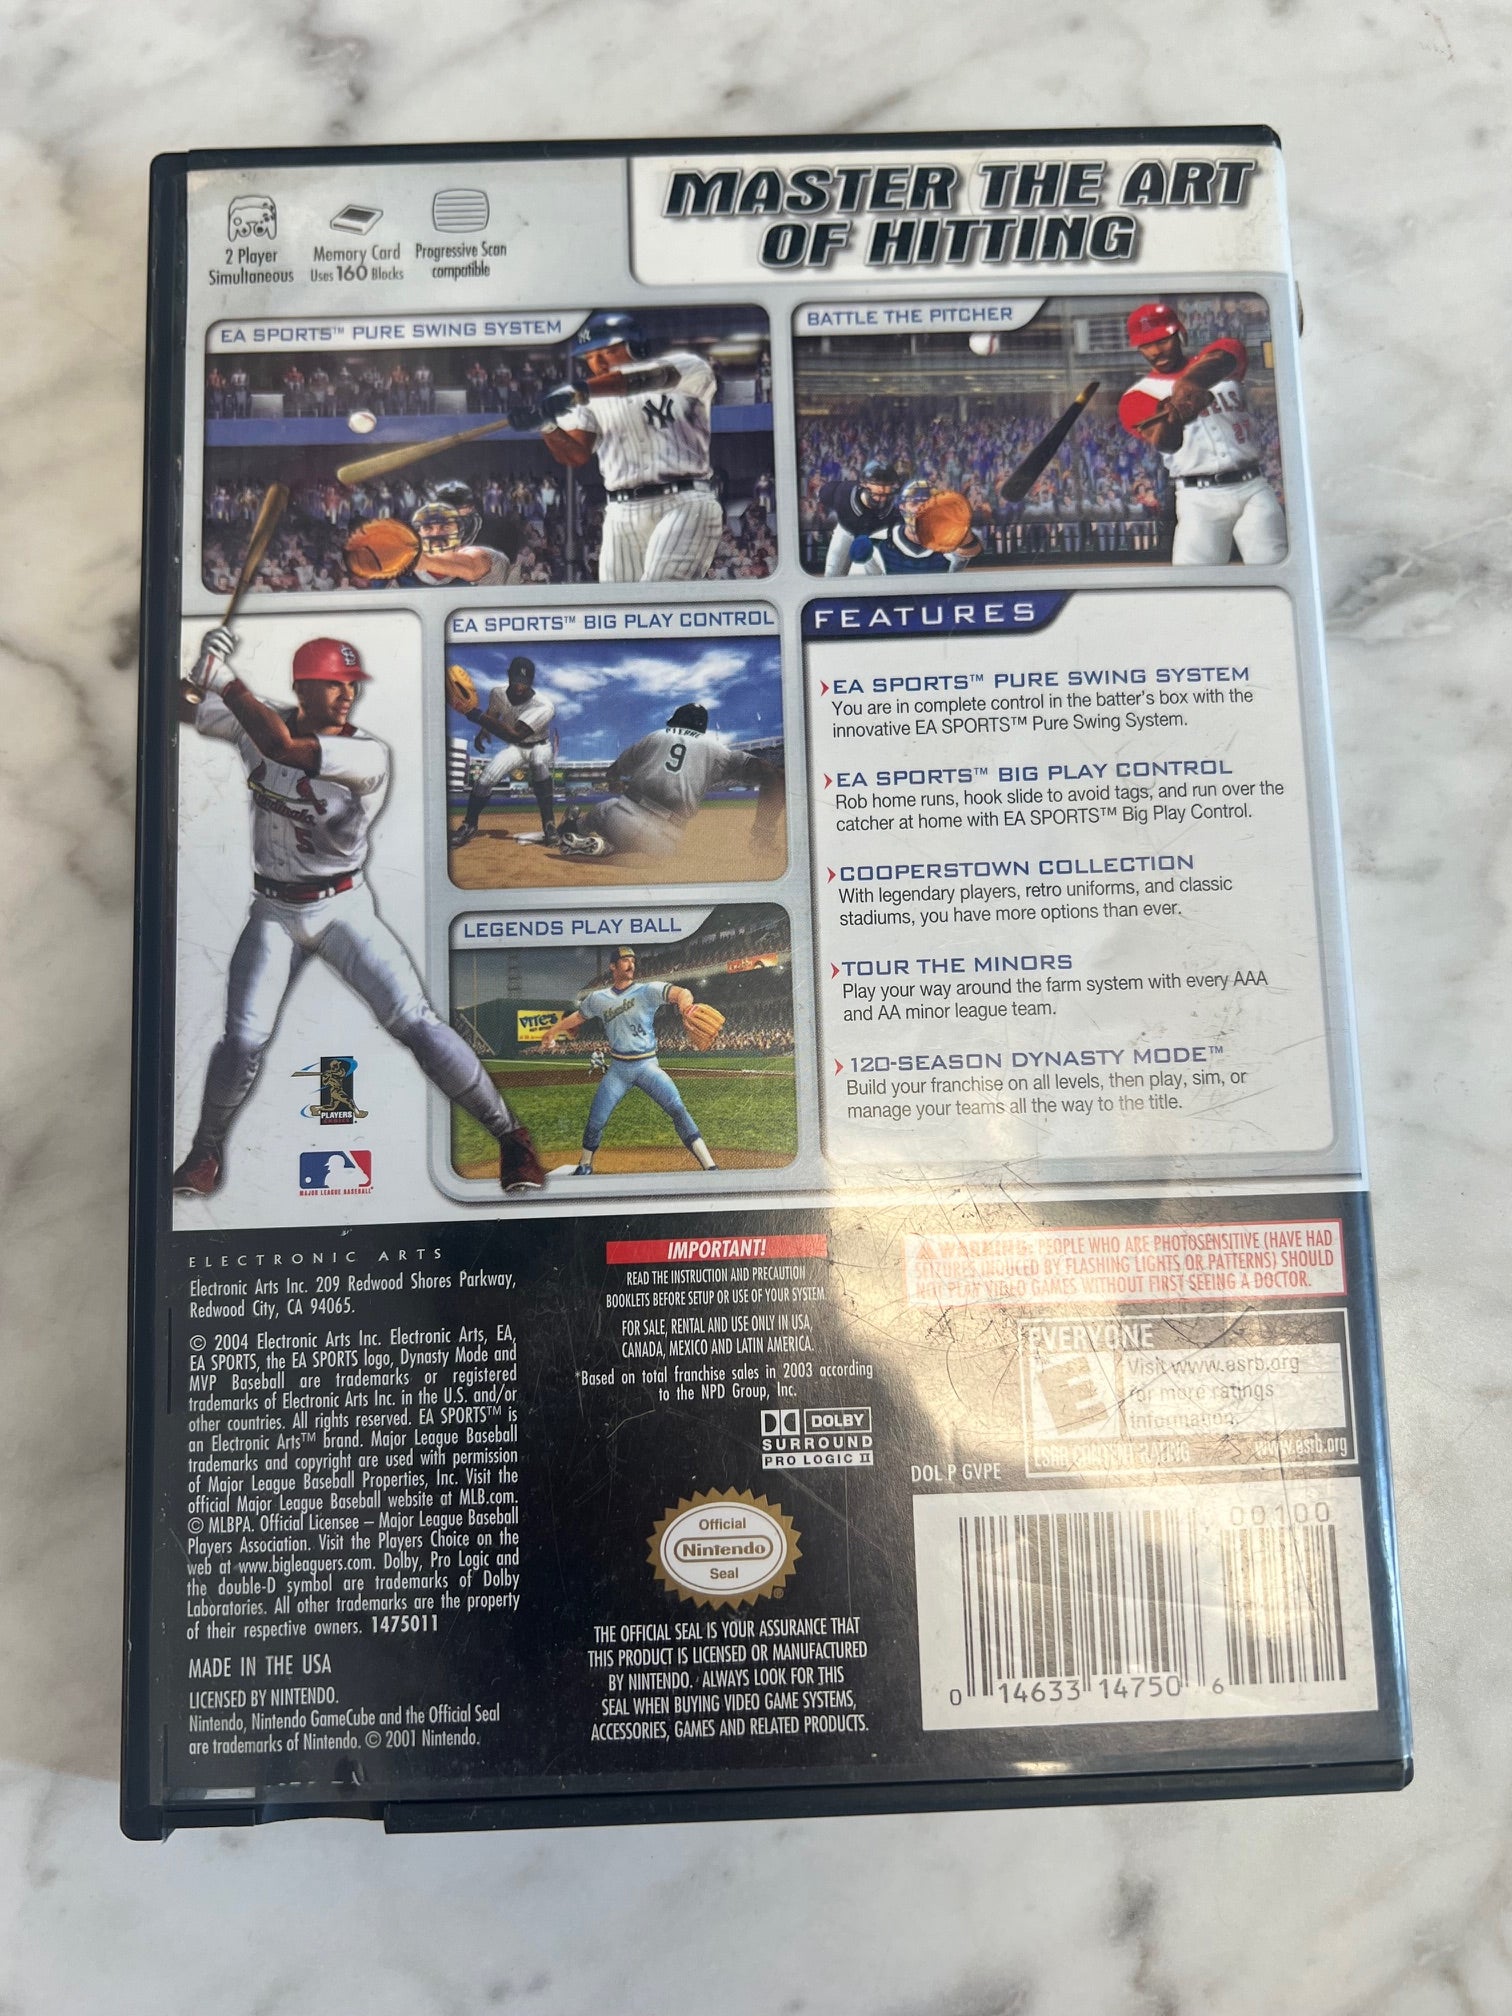 MASTER THE ART
OF HITTING
2 Player
Simultaneous
Memory Card
Uses 160 Blocks
Progressive Scan
compatible
EA SPORTS™ PURE SWING SYSTEM
BATTLE THE PITCHER
EA SPORTS™ BIG PLAY CONTROL
PIERRE
9
LEGENDS PLAY BALL
34
Cardinals
5
PLAYERS
CHOICE
MAJOR LEAGUE BASEBALL
FEATURES
EA SPORTS™ PURE SWING SYSTEM
You are in complete control in the batter's box with the
innovative EA SPORTS™ Pure Swing System.
EA SPORTS™ BIG PLAY CONTROL
Rob home runs, hook slide to avoid tags, and run over the
catcher at home with EA SPORTS™ Big Play Control.
COOPERSTOWN COLLECTION
With legendary players, retro uniforms, and classic
stadiums, you have more options than ever.
TOUR THE MINORS
Play your way around the farm system with every AAA
and AA minor league team.
120-SEASON DYNASTY MODE™
Build your franchise on all levels, then play, sim, or
manage your teams all the way to the title.
ELECTRONIC ARTS
Electronic Arts Inc. 209 Redwood Shores Parkway,
Redwood City, CA 94065.
© 2004 Electronic Arts Inc. Electronic Arts, EA,
EA SPORTS, the EA SPORTS logo, Dynasty Mode and
MVP Baseball are trademarks or registered
trademarks of Electronic Arts Inc. in the U.S. and/or
other countries. All rights reserved. EA SPORTS™ is
an Electronic Arts™ brand. Major League Baseball
trademarks and copyright are used with permission
of Major League Baseball Properties, Inc. Visit the
official Major League Baseball website at MLB.com.
© MLBPA. Official Licensee – Major League Baseball
Players Association. Visit the Players Choice on the
web at www.bigleaguers.com. Dolby, Pro Logic and
the double-D symbol are trademarks of Dolby
Laboratories. All other trademarks are the property
of their respective owners. 1475011
MADE IN THE USA
LICENSED BY NINTENDO.
Nintendo, Nintendo GameCube and the Official Seal
are trademarks of Nintendo. © 2001 Nintendo.
IMPORTANT!
READ THE INSTRUCTION AND PRECAUTION
BOOKLETS BEFORE SETUP OR USE OF YOUR SYSTEM
FOR SALE, RENTAL AND USE ONLY IN USA,
CANADA, MEXICO AND LATIN AMERICA.
*Based on total franchise sales in 2003 according
to the NPD Group, Inc.
DOLBY
SURROUND
PRO LOGIC II
Official
Nintendo
Seal
THE OFFICIAL SEAL IS YOUR ASSURANCE THAT
THIS PRODUCT IS LICENSED OR MANUFACTURED
BY NINTENDO. ALWAYS LOOK FOR THIS
SEAL WHEN BUYING VIDEO GAME SYSTEMS,
ACCESSORIES, GAMES AND RELATED PRODUCTS.
WARNING: PEOPLE WHO ARE PHOTOSENSITIVE (HAVE HAD
SEIZURES INDUCED BY FLASHING LIGHTS OR PATTERNS) SHOULD
NOT PLAY VIDEO GAMES WITHOUT FIRST SEEING A DOCTOR.
EVERYONE
E
Visit www.esrb.org
for more ratings
information.
ESRB CONTENT RATING www.esrb.org
DOL P GVPE
00100
0 14633 14750 6